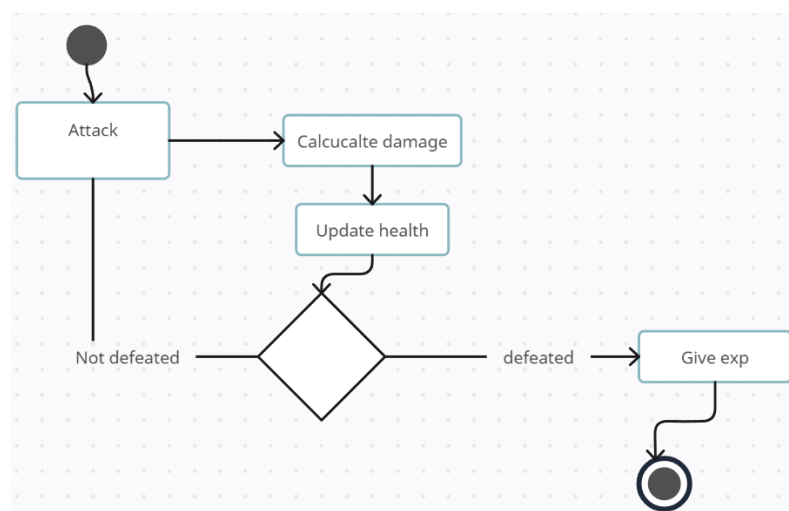 Attack
Calcucalte damage
Update health
Not defeated
defeated
Give exp